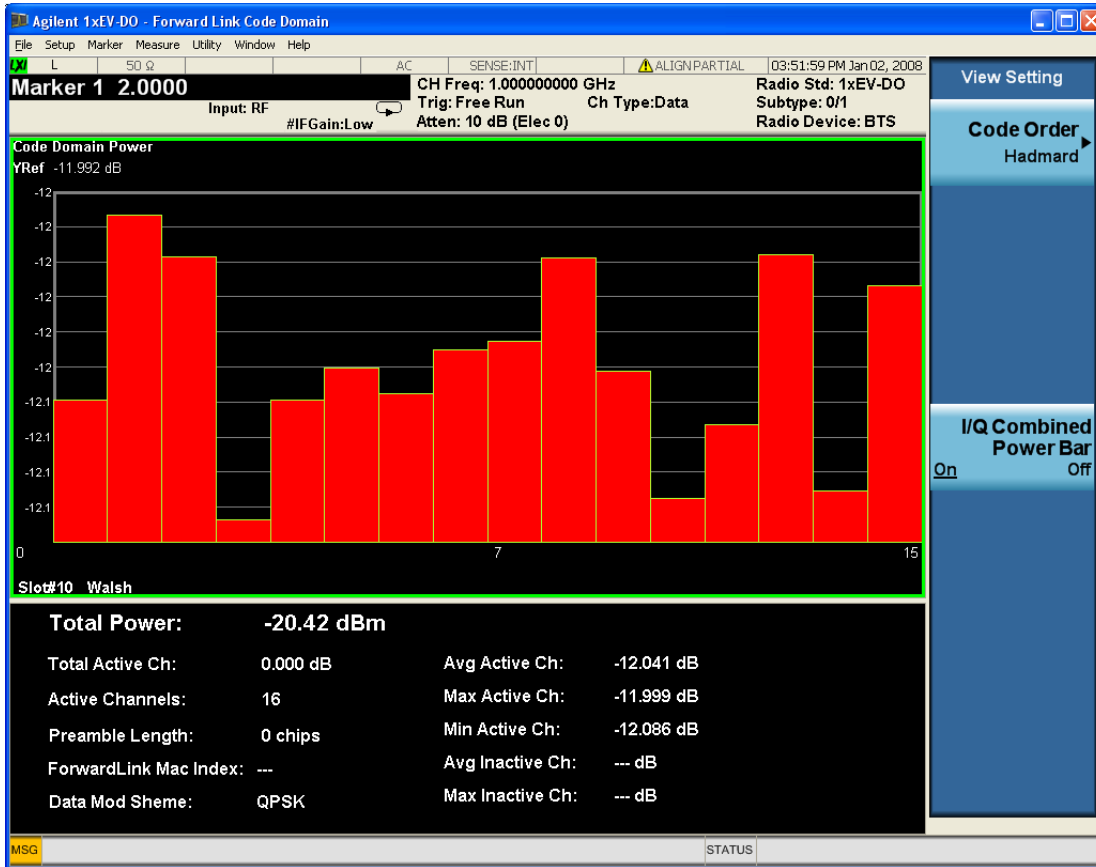 Agilent 1xEV-DO - Forward Link Code Domain
File Setup Marker Measure Utility Window Help
LXI L 50 Ω AC SENSE:INT ALIGN PARTIAL 03:51:59 PM Jan 02, 2008
Marker 1 2.0000
Input: RF
#IFGain:Low
CH Freq: 1.000000000 GHz
Trig: Free Run Ch Type:Data
Atten: 10 dB (Elec 0)
Radio Std: 1xEV-DO
Subtype: 0/1
Radio Device: BTS
View Setting
Code Order
Hadmard
I/Q Combined
Power Bar
On Off
Code Domain Power
YRef -11.992 dB
-12
-12
-12
-12
-12
-12
-12.1
-12.1
-12.1
-12.1
0 7 15
Slot#10 Walsh
Total Power: -20.42 dBm
Total Active Ch: 0.000 dB
Active Channels: 16
Preamble Length: 0 chips
ForwardLink Mac Index: ---
Data Mod Sheme: QPSK
Avg Active Ch: -12.041 dB
Max Active Ch: -11.999 dB
Min Active Ch: -12.086 dB
Avg Inactive Ch: --- dB
Max Inactive Ch: --- dB
MSG STATUS